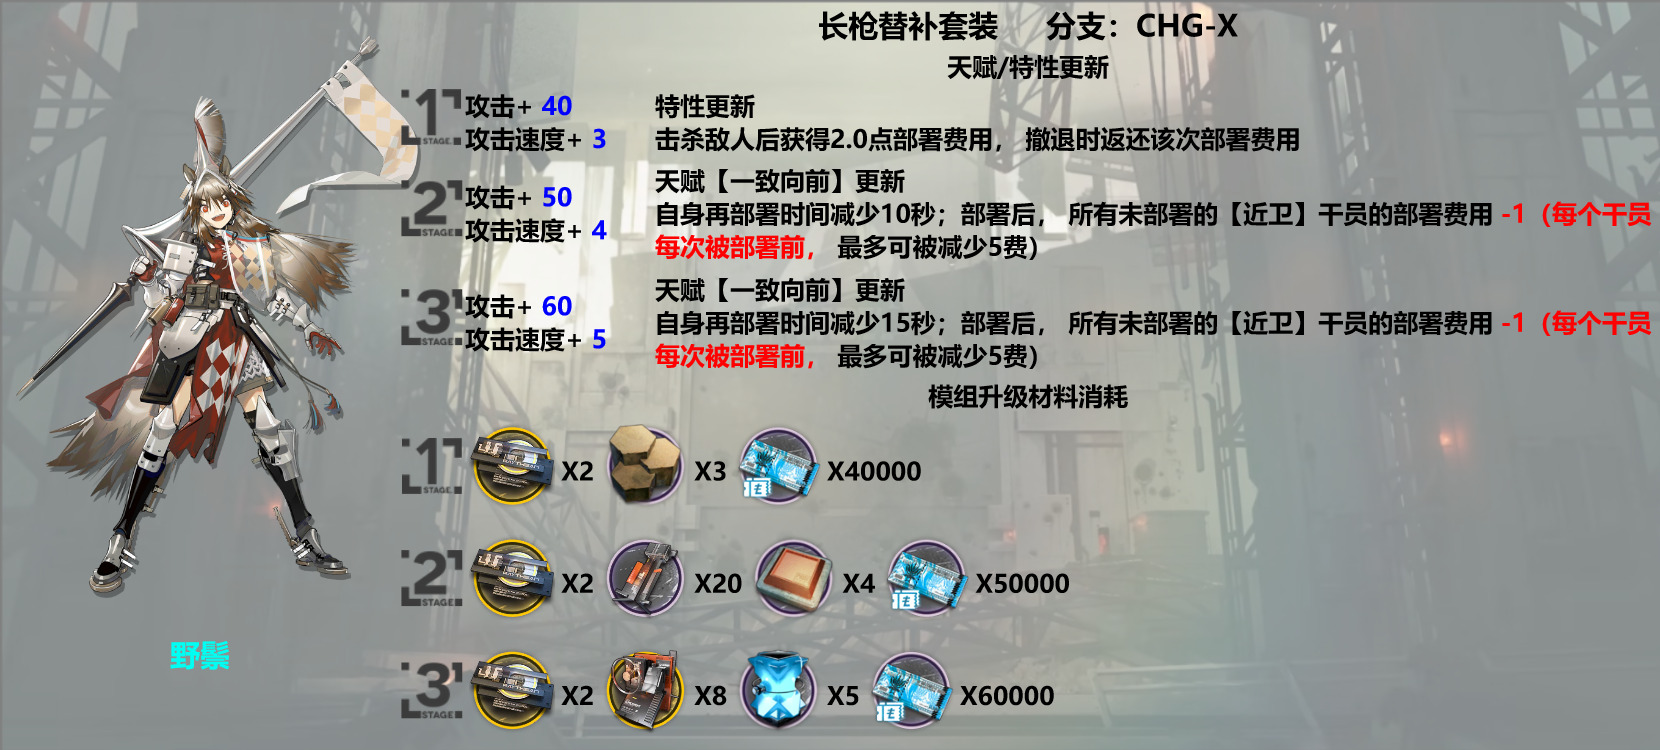 长枪替补套装 分支：CHG-X
天赋/特性更新
1 STAGE 攻击+ 40 特性更新
攻击速度+ 3 击杀敌人后获得2.0点部署费用，撤退时返还该次部署费用
2 STAGE 攻击+ 50 天赋【一致向前】更新
攻击速度+ 4 自身再部署时间减少10秒；部署后，所有未部署的【近卫】干员的部署费用 -1（每个干员
每次被部署前，最多可被减少5费）
3 STAGE 攻击+ 60 天赋【一致向前】更新
攻击速度+ 5 自身再部署时间减少15秒；部署后，所有未部署的【近卫】干员的部署费用 -1（每个干员
每次被部署前，最多可被减少5费）
模组升级材料消耗
1 STAGE X2 X3 X40000
2 STAGE X2 X20 X4 X50000
野鬃
3 STAGE X2 X8 X5 X60000